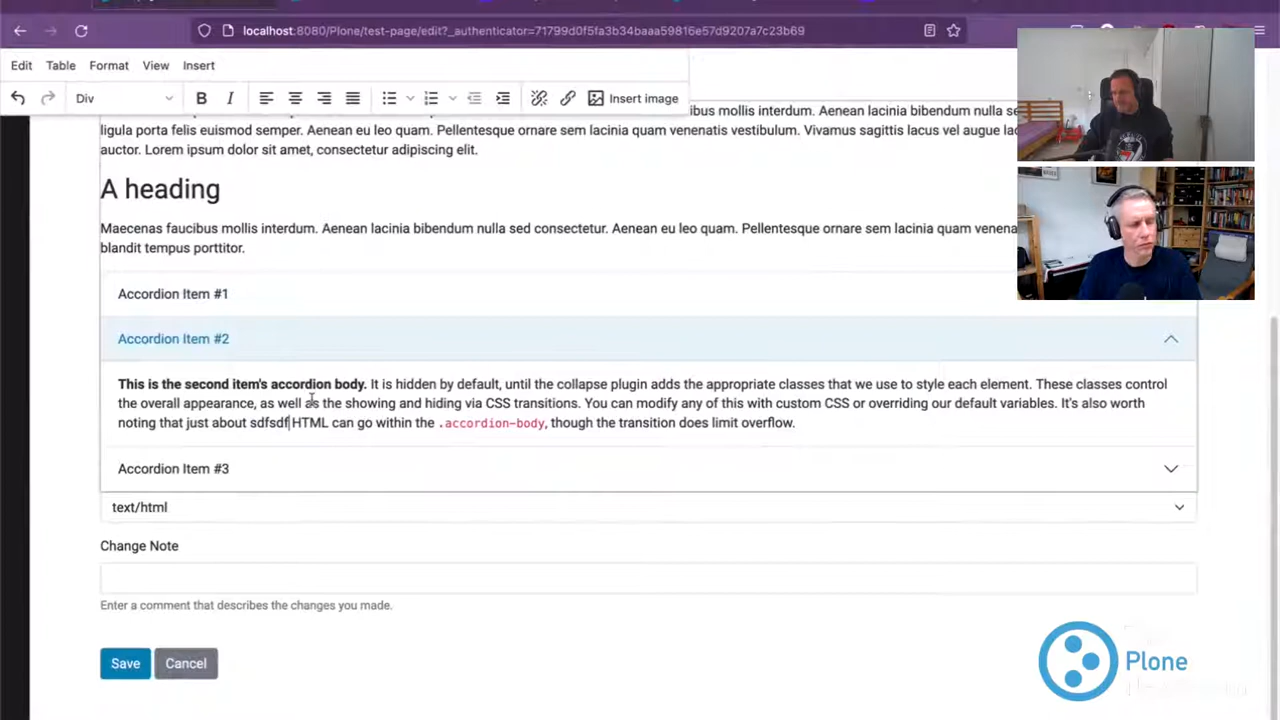 localhost:8080/Plone/test-page/edit?_authenticator=71799d0f5fa3b34baaa59816e57d9207a7c23b69
Edit Table Format View Insert
Div B I Insert image
ibus mollis interdum. Aenean lacinia bibendum nulla se
ligula porta felis euismod semper. Aenean eu leo quam. Pellentesque ornare sem lacinia quam venenatis vestibulum. Vivamus sagittis lacus vel augue lac
auctor. Lorem ipsum dolor sit amet, consectetur adipiscing elit.
A heading
Maecenas faucibus mollis interdum. Aenean lacinia bibendum nulla sed consectetur. Aenean eu leo quam. Pellentesque ornare sem lacinia quam venena
blandit tempus porttitor.
Accordion Item #1
Accordion Item #2
This is the second item's accordion body. It is hidden by default, until the collapse plugin adds the appropriate classes that we use to style each element. These classes control
the overall appearance, as well as the showing and hiding via CSS transitions. You can modify any of this with custom CSS or overriding our default variables. It's also worth
noting that just about sdfsdf HTML can go within the .accordion-body, though the transition does limit overflow.
Accordion Item #3
text/html
Change Note
Enter a comment that describes the changes you made.
Save Cancel
Plone